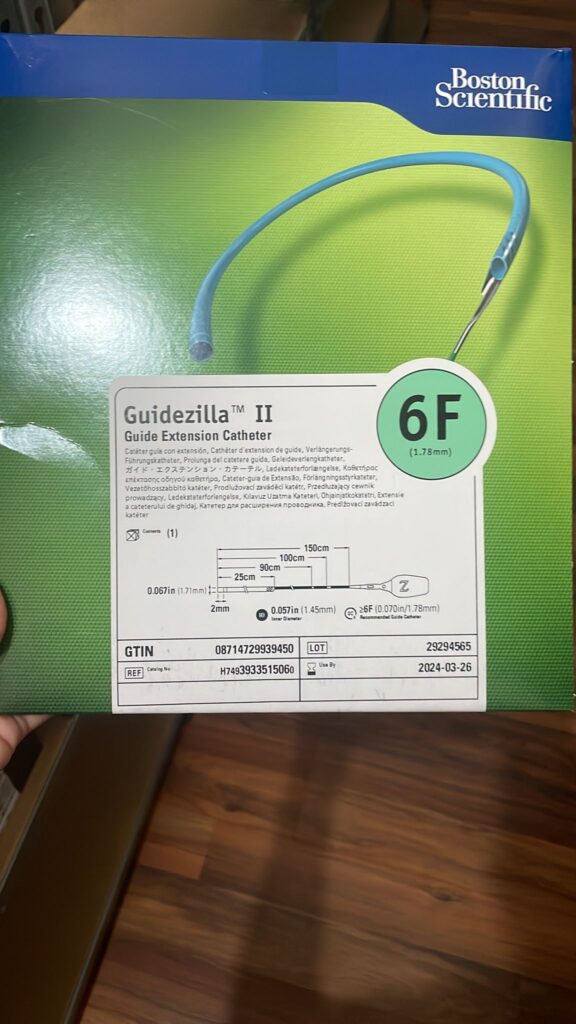 Boston
Scientific
Guidezilla™ II
Guide Extension Catheter
6F
(1.78mm)
Catéter guía con extensión, Cathéter d'extension de guide, Verlängerungs-
Führungskatheter, Prolunga del catetere guida, Geleideverlengkatheter,
ガイド・エクステンション・カテーテル, Ledekateterforlængelse, Καθετήρας
επέκτασης οδηγού καθετήρα, Cateter-guia de Extensão, Förlängningsstyrkateter,
Vezetőhosszabbító katéter, Prodlužovací zaváděcí katétr, Przedłużający cewnik
prowadzący, Ledekateterforlengelse, Kılavuz Uzatma Kateteri, Extensie
a cateterului de ghidaj, Катетер для расширения проводника, Predlžovací zavádzací
katéter
Contents (1)
150cm
100cm
90cm
25cm
0.067in (1.71mm)
Z
2mm
0.057in (1.45mm)
Inner Diameter
GC ≥6F (0.070in/1.78mm)
Recommended Guide Catheter
GTIN 08714729939450
LOT 29294565
REF Catalog No. H7493933515060
Use By 2024-03-26